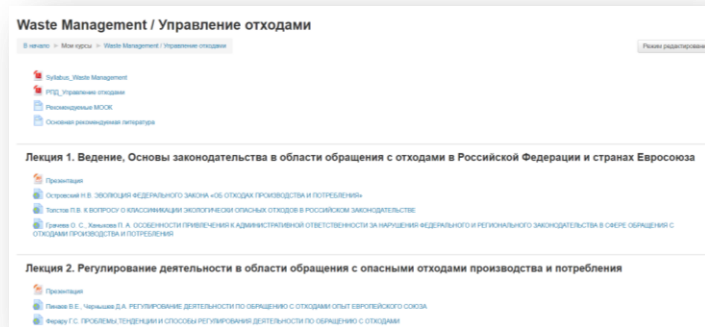 Waste Management / Управление отходами
В начало ► Мои курсы ► Waste Management / Управление отходами
Режим редактирования
Syllabus_Waste Management
РПД_Управление отходами
Рекомендуемые МООК
Основная рекомендуемая литература
Лекция 1. Ведение, Основы законодательства в области обращения с отходами в Российской Федерации и странах Евросоюза
Презентация
Островский Н.В. ЭВОЛЮЦИЯ ФЕДЕРАЛЬНОГО ЗАКОНА «ОБ ОТХОДАХ ПРОИЗВОДСТВА И ПОТРЕБЛЕНИЯ»
Толстов П.В. К ВОПРОСУ О КЛАССИФИКАЦИИ ЭКОЛОГИЧЕСКИ ОПАСНЫХ ОТХОДОВ В РОССИЙСКОМ ЗАКОНОДАТЕЛЬСТВЕ
Грачева О. С., Ханыкова П. А. ОСОБЕННОСТИ ПРИВЛЕЧЕНИЯ К АДМИНИСТРАТИВНОЙ ОТВЕТСТВЕННОСТИ ЗА НАРУШЕНИЯ ФЕДЕРАЛЬНОГО И РЕГИОНАЛЬНОГО ЗАКОНОДАТЕЛЬСТВА В СФЕРЕ ОБРАЩЕНИЯ С
ОТХОДАМИ ПРОИЗВОДСТВА И ПОТРЕБЛЕНИЯ
Лекция 2. Регулирование деятельности в области обращения с опасными отходами производства и потребления
Презентация
Пинаев В.Е., Чернышев Д.А. РЕГУЛИРОВАНИЕ ДЕЯТЕЛЬНОСТИ ПО ОБРАЩЕНИЮ С ОТХОДАМИ ОПЫТ ЕВРОПЕЙСКОГО СОЮЗА
Ферару Г.С. ПРОБЛЕМЫ,ТЕНДЕНЦИИ И СПОСОБЫ РЕГУЛИРОВАНИЯ ДЕЯТЕЛЬНОСТИ ПО ОБРАЩЕНИЮ С ОТХОДАМИ